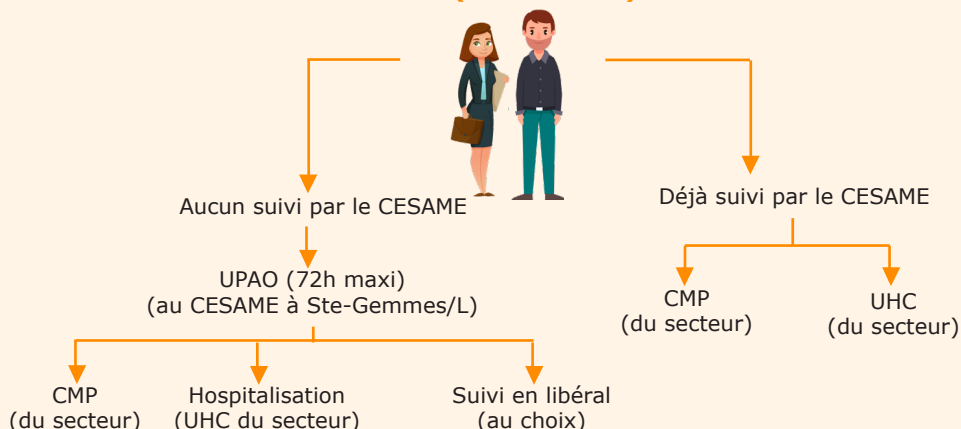 Aucun suivi par le CESAME
Déjà suivi par le CESAME
UPAO (72h maxi)
(au CESAME à Ste-Gemmes/L)
CMP
(du secteur)
UHC
(du secteur)
CMP
(du secteur)
Hospitalisation
(UHC du secteur)
Suivi en libéral
(au choix)